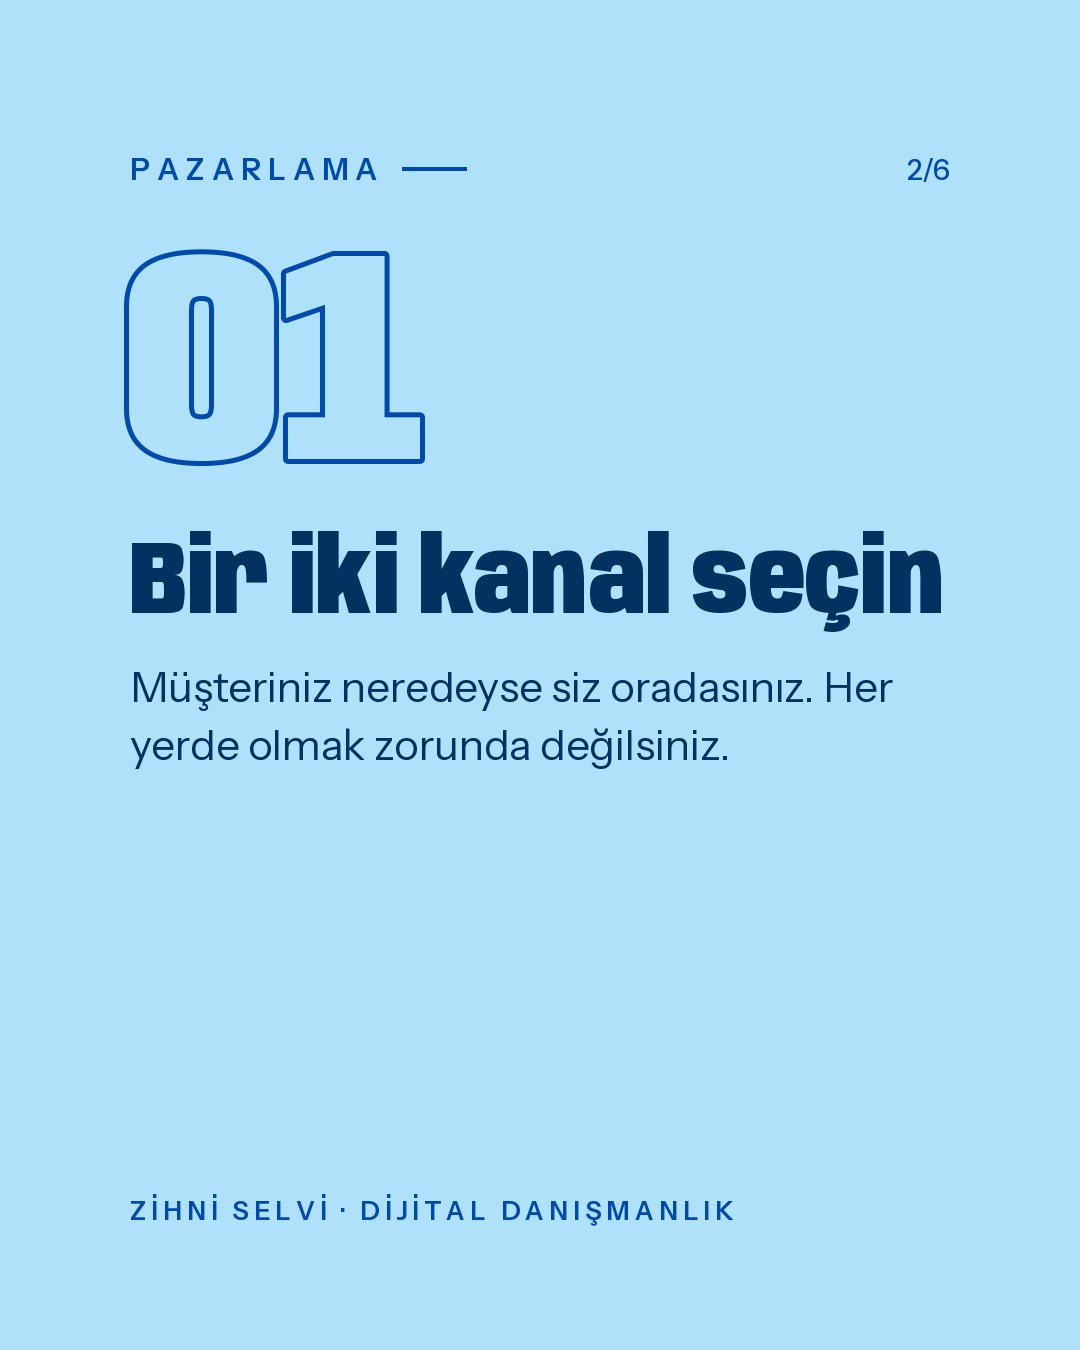 PAZARLAMA
2/6
01
Bir iki kanal seçin
Müşteriniz neredeyse siz oradasınız. Her
yerde olmak zorunda değilsiniz.
ZİHNİ SELVİ · DİJİTAL DANIŞMANLIK